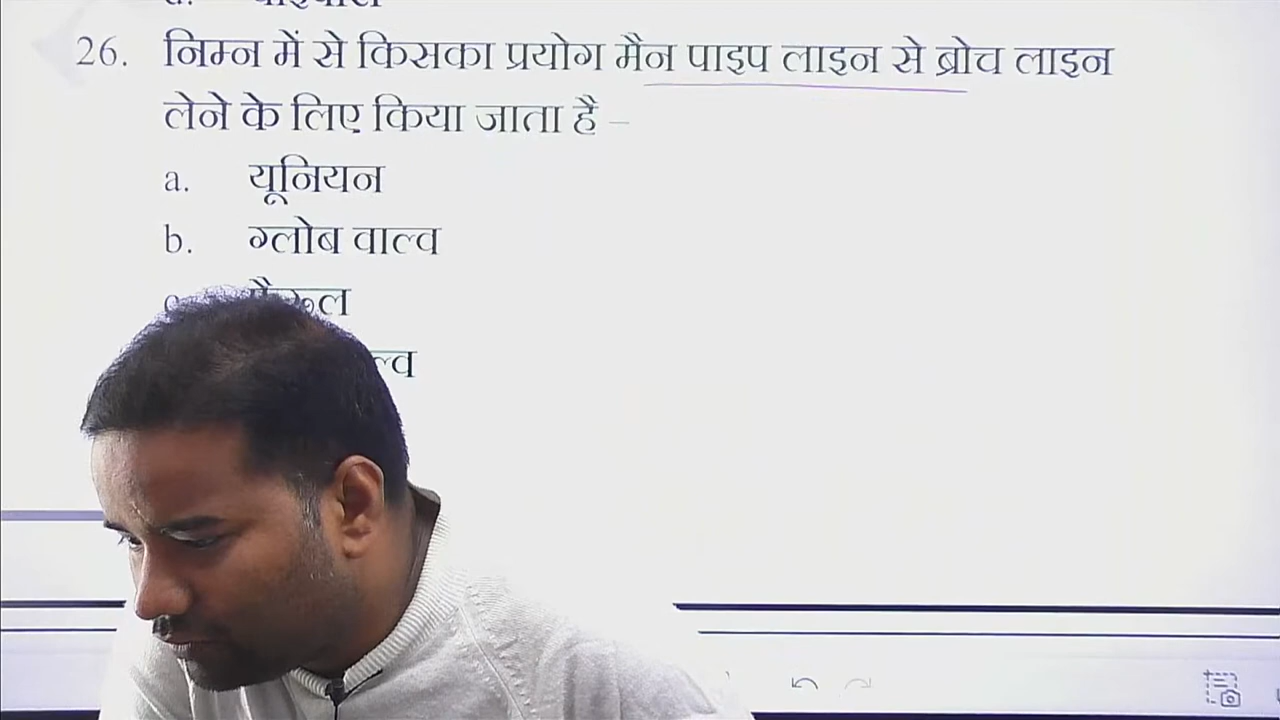 26. निम्न में से किसका प्रयोग मैन पाइप लाइन से ब्रोच लाइन
लेने के लिए किया जाता है –
a. यूनियन
b. ग्लोब वाल्व